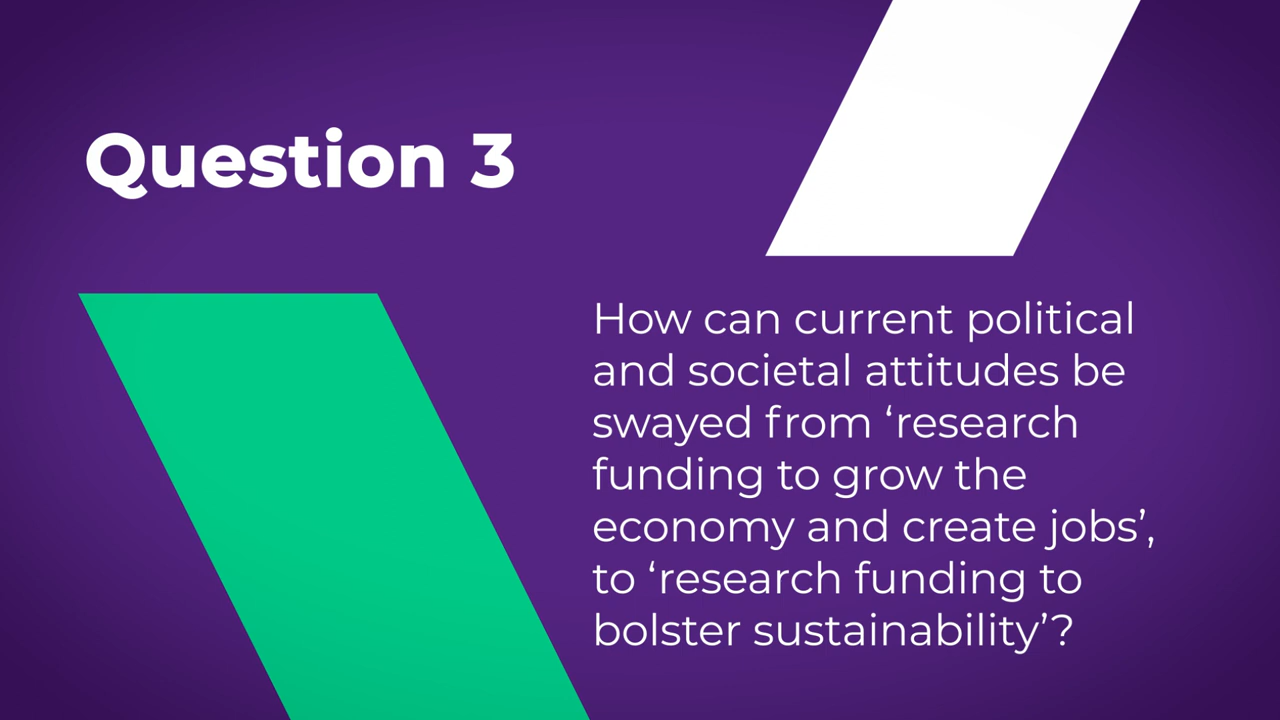 Question 3
How can current political
and societal attitudes be
swayed from ‘research
funding to grow the
economy and create jobs’,
to ‘research funding to
bolster sustainability’?